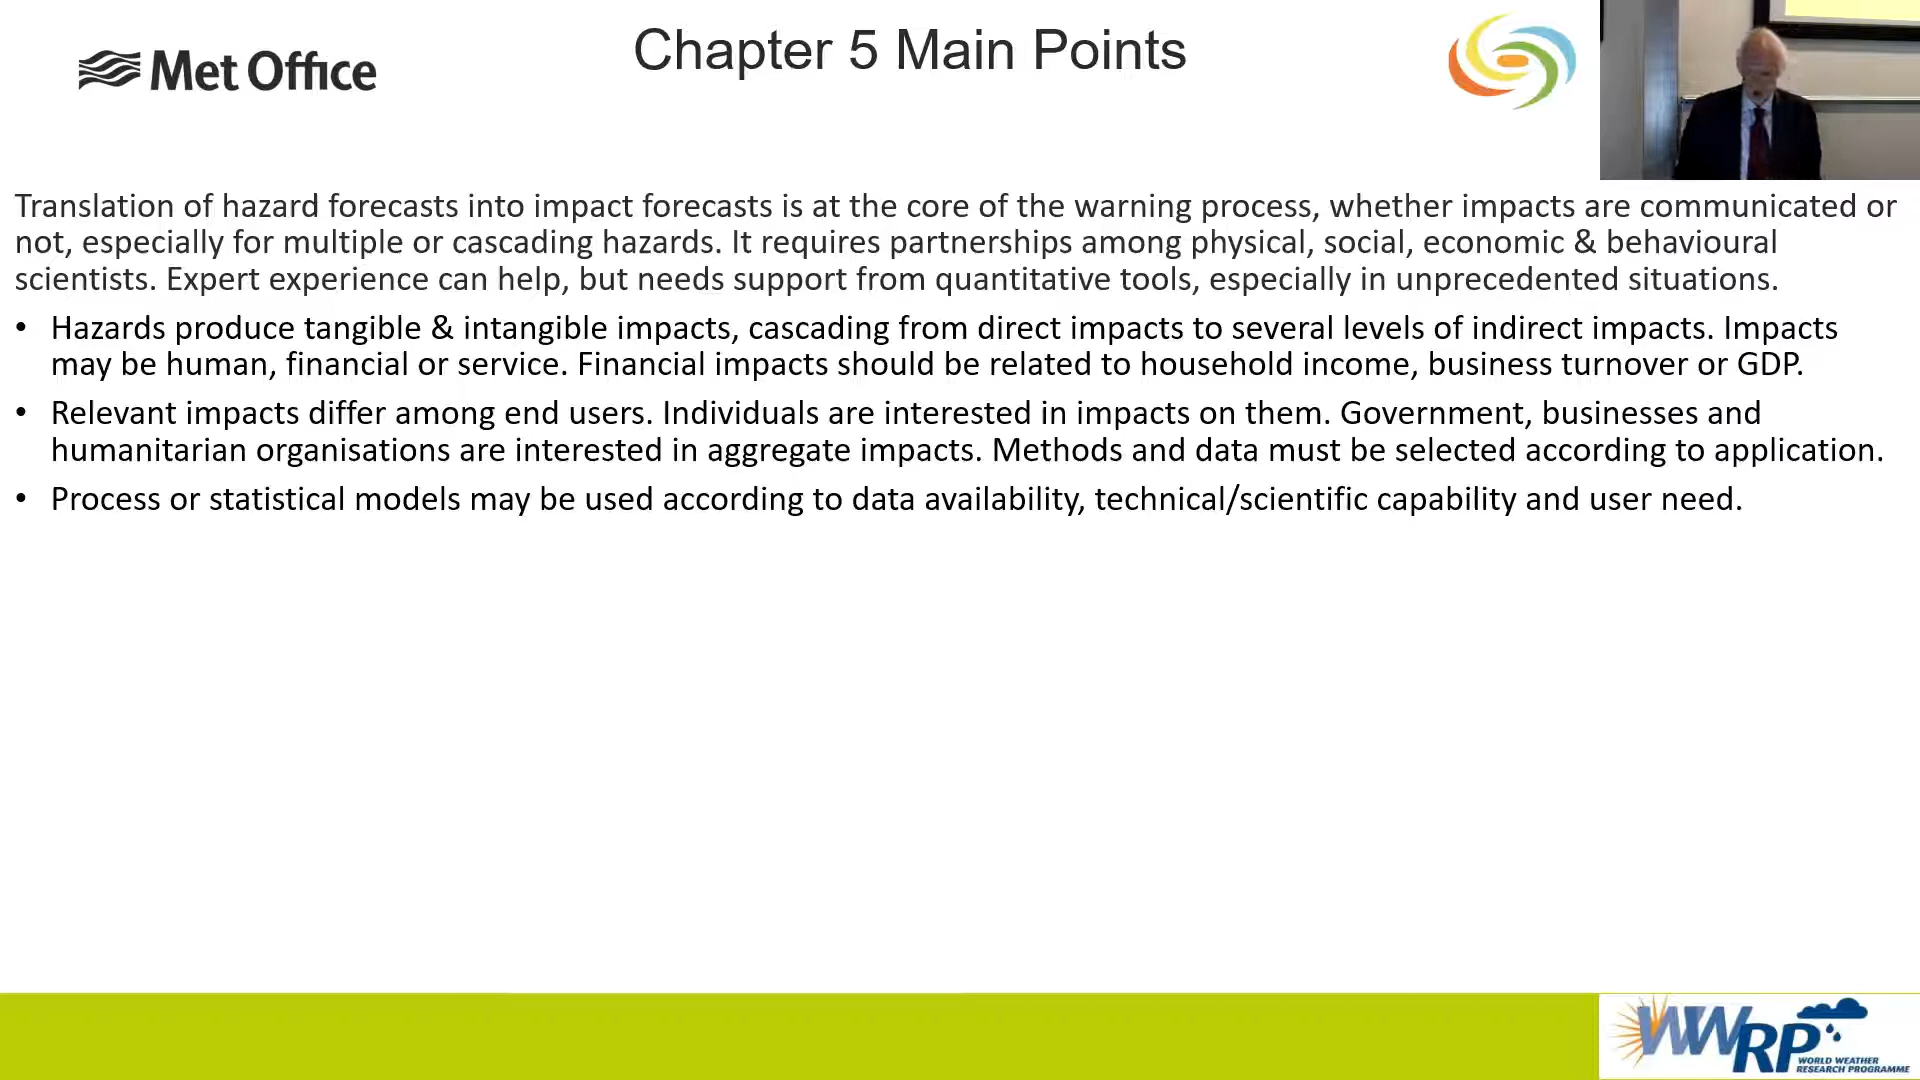 Chapter 5 Main Points
Met Office
Translation of hazard forecasts into impact forecasts is at the core of the warning process, whether impacts are communicated or
not, especially for multiple or cascading hazards. It requires partnerships among physical, social, economic & behavioural
scientists. Expert experience can help, but needs support from quantitative tools, especially in unprecedented situations.
• Hazards produce tangible & intangible impacts, cascading from direct impacts to several levels of indirect impacts. Impacts
may be human, financial or service. Financial impacts should be related to household income, business turnover or GDP.
• Relevant impacts differ among end users. Individuals are interested in impacts on them. Government, businesses and
humanitarian organisations are interested in aggregate impacts. Methods and data must be selected according to application.
• Process or statistical models may be used according to data availability, technical/scientific capability and user need.
WWRP
WORLD WEATHER
RESEARCH PROGRAMME